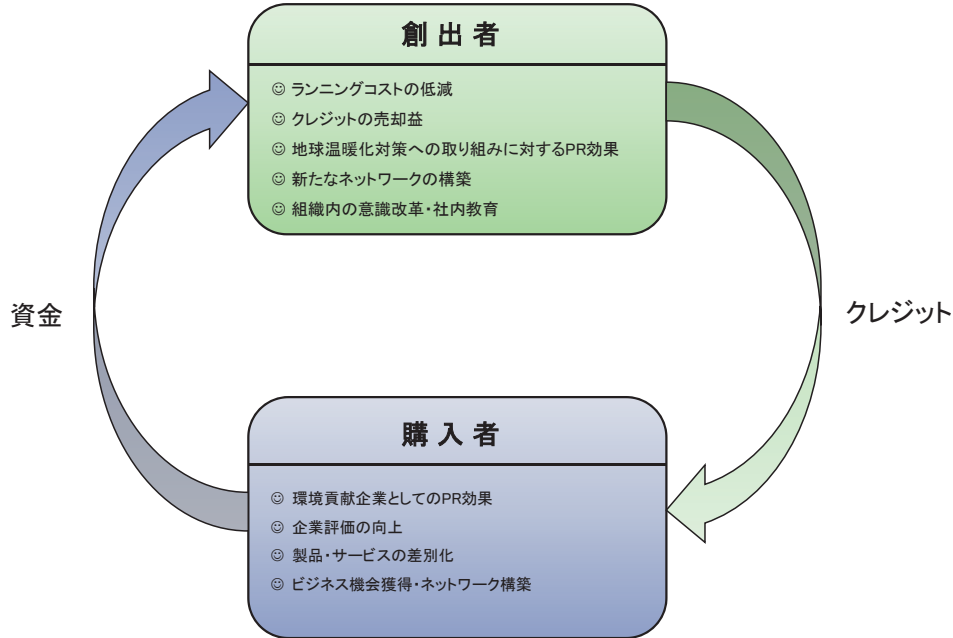 創出者
☺ ランニングコストの低減
☺ クレジットの売却益
☺ 地球温暖化対策への取り組みに対するPR効果
☺ 新たなネットワークの構築
☺ 組織内の意識改革・社内教育
資金
クレジット
購入者
☺ 環境貢献企業としてのPR効果
☺ 企業評価の向上
☺ 製品・サービスの差別化
☺ ビジネス機会獲得・ネットワーク構築